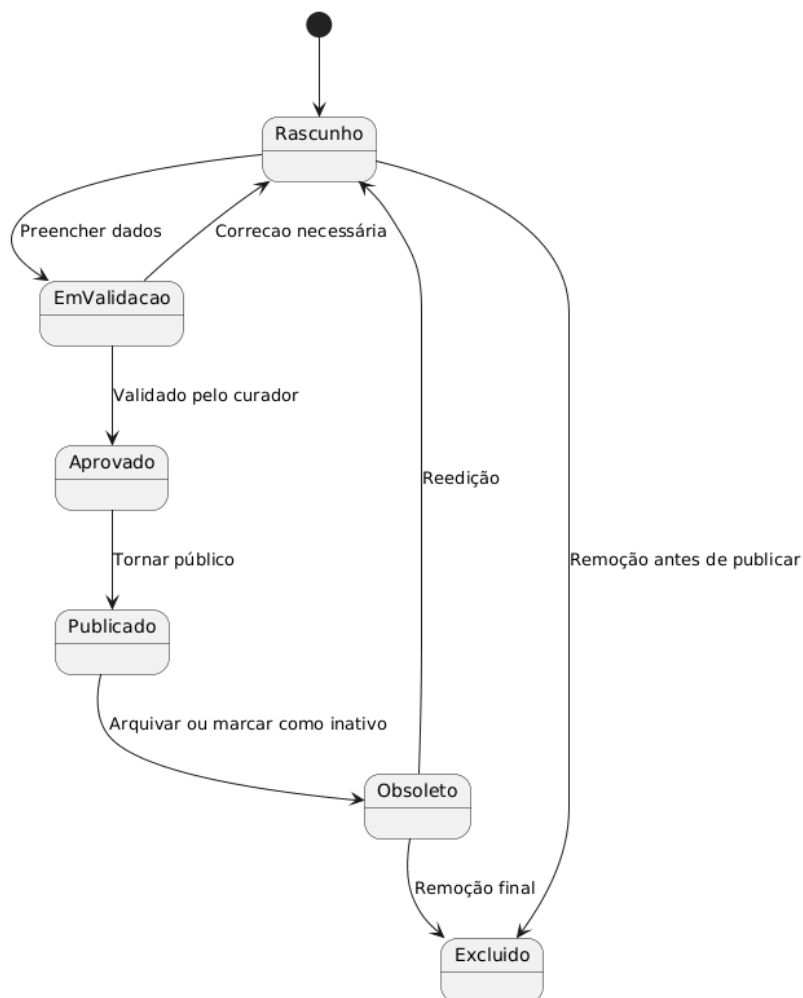 Rascunho
Preencher dados
Correcao necessária
EmValidacao
Validado pelo curador
Aprovado
Reedição
Tornar público
Remoção antes de publicar
Publicado
Arquivar ou marcar como inativo
Obsoleto
Remoção final
Excluido